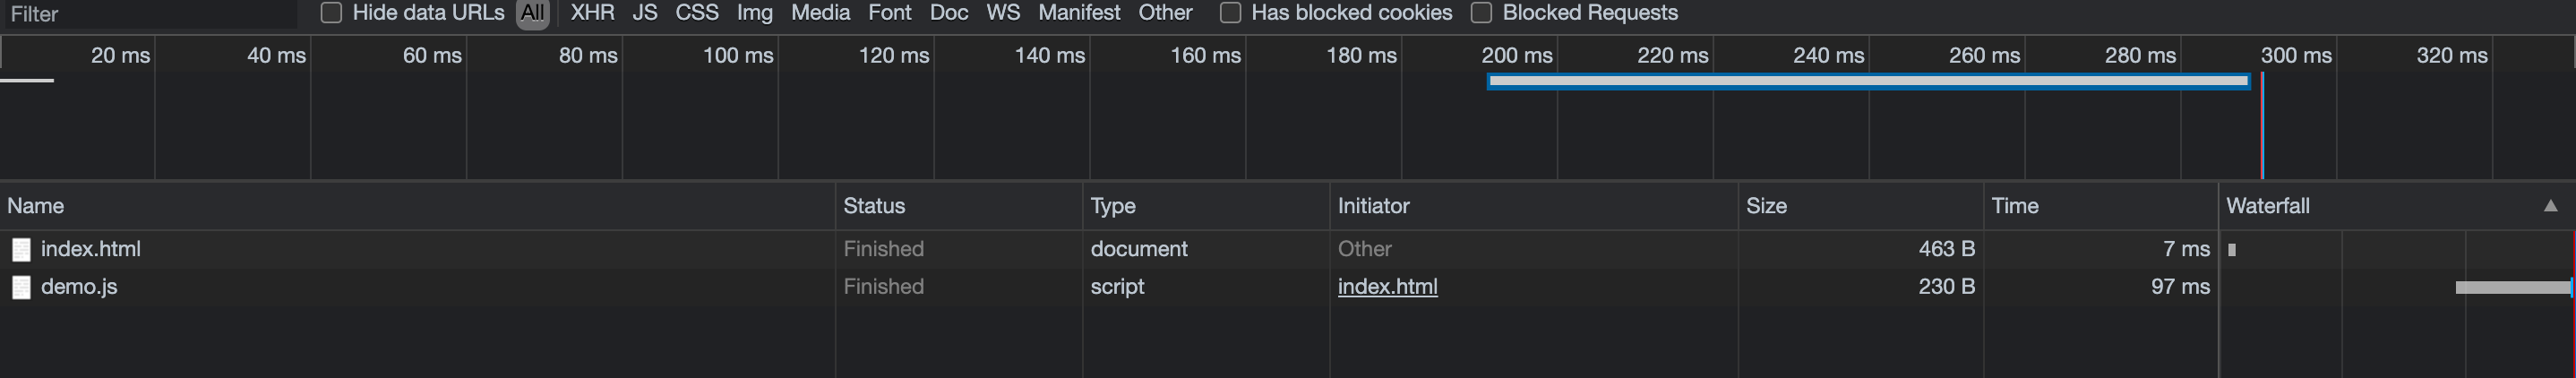 Filter Hide data URLs All XHR JS CSS Img Media Font Doc WS Manifest Other Has blocked cookies Blocked Requests
20 ms 40 ms 60 ms 80 ms 100 ms 120 ms 140 ms 160 ms 180 ms 200 ms 220 ms 240 ms 260 ms 280 ms 300 ms 320 ms
Name Status Type Initiator Size Time Waterfall
index.html Finished document Other 463 B 7 ms
demo.js Finished script index.html 230 B 97 ms